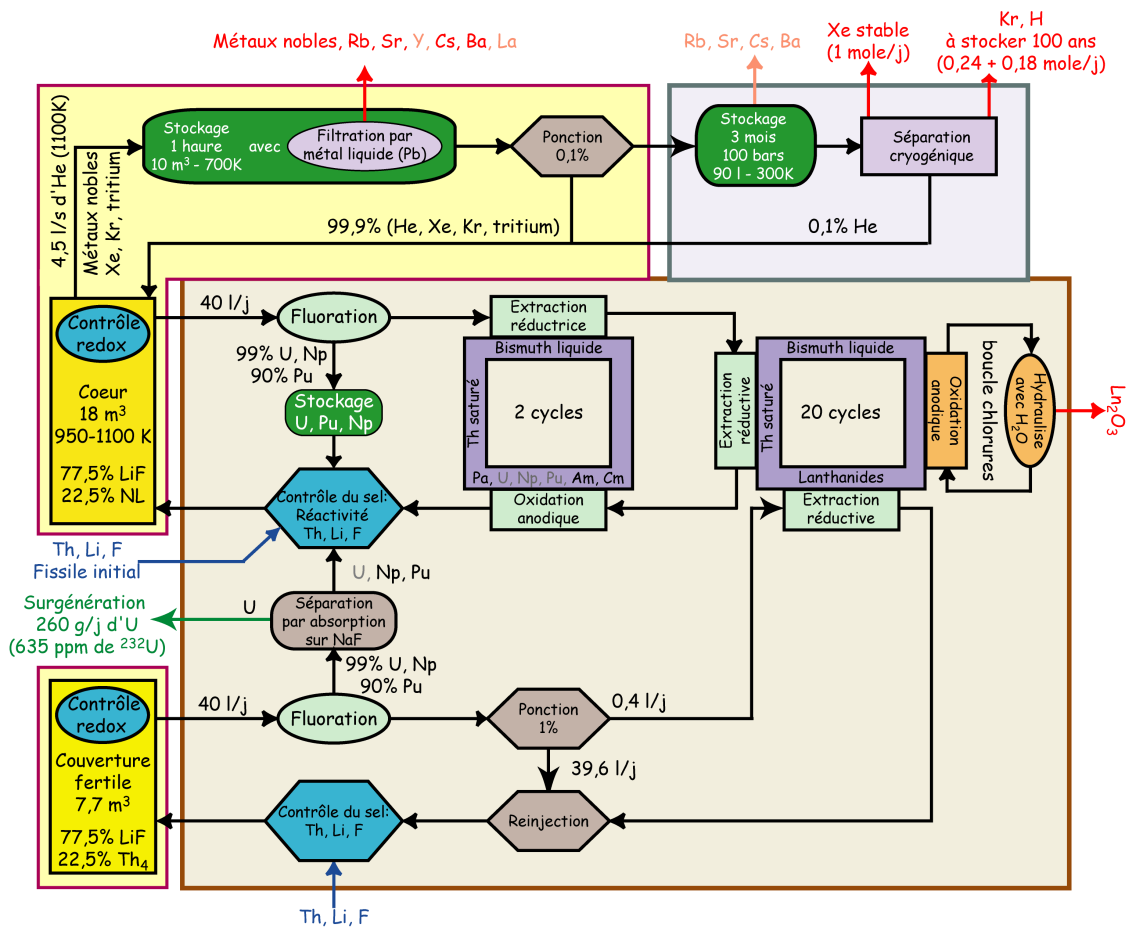 Métaux nobles, Rb, Sr, Y, Cs, Ba, La
Rb, Sr, Cs, Ba
Xe stable
(1 mole/j)
Kr, H
à stocker 100 ans
(0,24 + 0,18 mole/j)
4,5 l/s d'He (1100K)
Métaux nobles
Xe, Kr, tritium
Stockage
1 haure
10 m³ - 700K
avec
Filtration par
métal liquide (Pb)
Ponction
0,1%
Stockage
3 mois
100 bars
90 l - 300K
Séparation
cryogénique
99,9% (He, Xe, Kr, tritium)
0,1% He
Contrôle
redox
Coeur
18 m³
950-1100 K
77,5% LiF
22,5% NL
40 l/j
Fluoration
99% U, Np
90% Pu
Stockage
U, Pu, Np
Contrôle du sel:
Réactivité
Th, Li, F
Extraction
réductrice
Bismuth liquide
Th saturé
2 cycles
Pa, U, Np, Pu, Am, Cm
Oxidation
anodique
Extraction
réductive
Bismuth liquide
Th saturé
20 cycles
Lanthanides
Extraction
réductive
Oxidation
anodique
boucle chlorures
Hydraulise
avec H₂O
Ln₂O₃
Th, Li, F
Fissile initial
U, Np, Pu
Surgénération
260 g/j d'U
(635 ppm de ²³²U)
U
Séparation
par absorption
sur NaF
99% U, Np
90% Pu
Contrôle
redox
Couverture
fertile
7,7 m³
77,5% LiF
22,5% Th₄
40 l/j
Fluoration
Ponction
1%
0,4 l/j
39,6 l/j
Contrôle du sel:
Th, Li, F
Reinjection
Th, Li, F